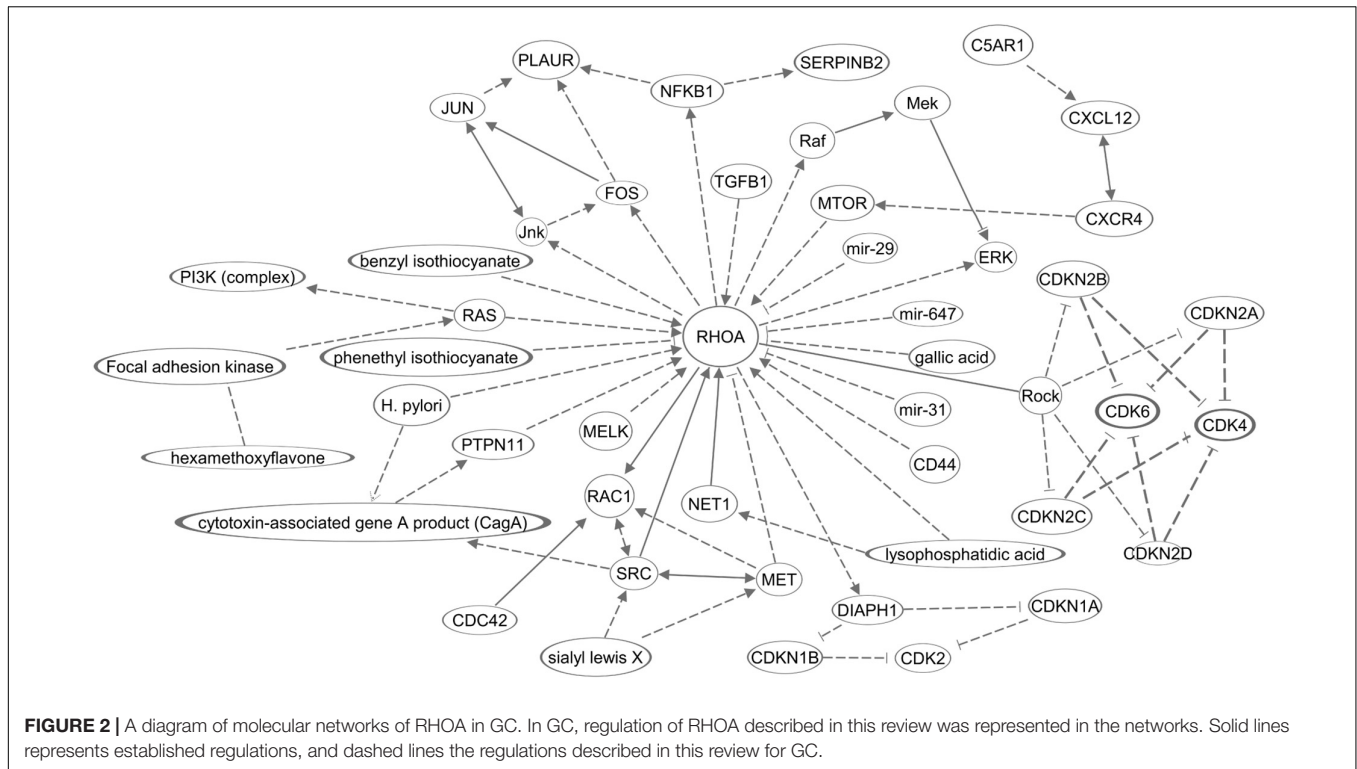 C5AR1
PLAUR
SERPINB2
NFKB1
JUN
Mek
CXCL12
Raf
TGFB1
FOS
MTOR
CXCR4
Jnk
mir-29
ERK
benzyl isothiocyanate
PI3K (complex)
CDKN2B
RAS
mir-647
CDKN2A
RHOA
phenethyl isothiocyanate
gallic acid
Focal adhesion kinase
Rock
H. pylori
mir-31
CDK6
CDK4
MELK
PTPN11
hexamethoxyflavone
CD44
RAC1
NET1
CDKN2C
cytotoxin-associated gene A product (CagA)
lysophosphatidic acid
CDKN2D
SRC
MET
CDC42
DIAPH1
CDKN1A
sialyl lewis X
CDKN1B
CDK2
FIGURE 2 | A diagram of molecular networks of RHOA in GC. In GC, regulation of RHOA described in this review was represented in the networks. Solid lines
represents established regulations, and dashed lines the regulations described in this review for GC.